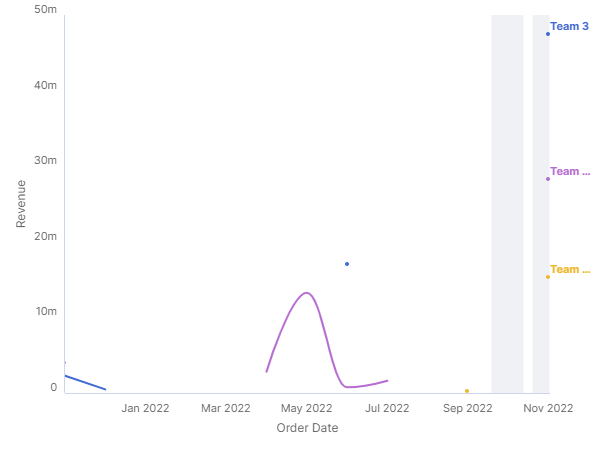 50m
40m
30m
20m
10m
0
Revenue
Team 3
Team ...
Team ...
Jan 2022
Mar 2022
May 2022
Jul 2022
Sep 2022
Nov 2022
Order Date